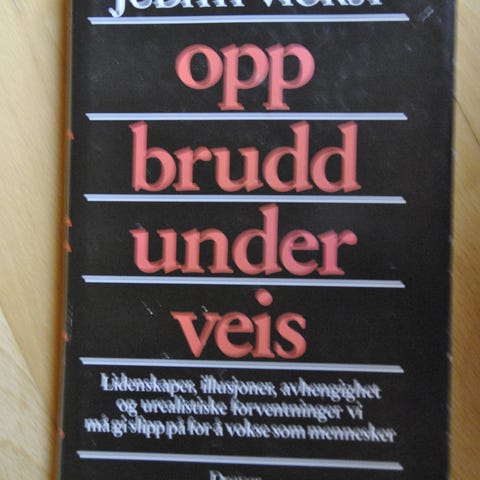 JUDITH VIORST
opp
brudd
under
veis
Lidenskaper, illusjoner, avhengighet
og urealistiske forventninger vi
må gi slipp på for å vokse som mennesker